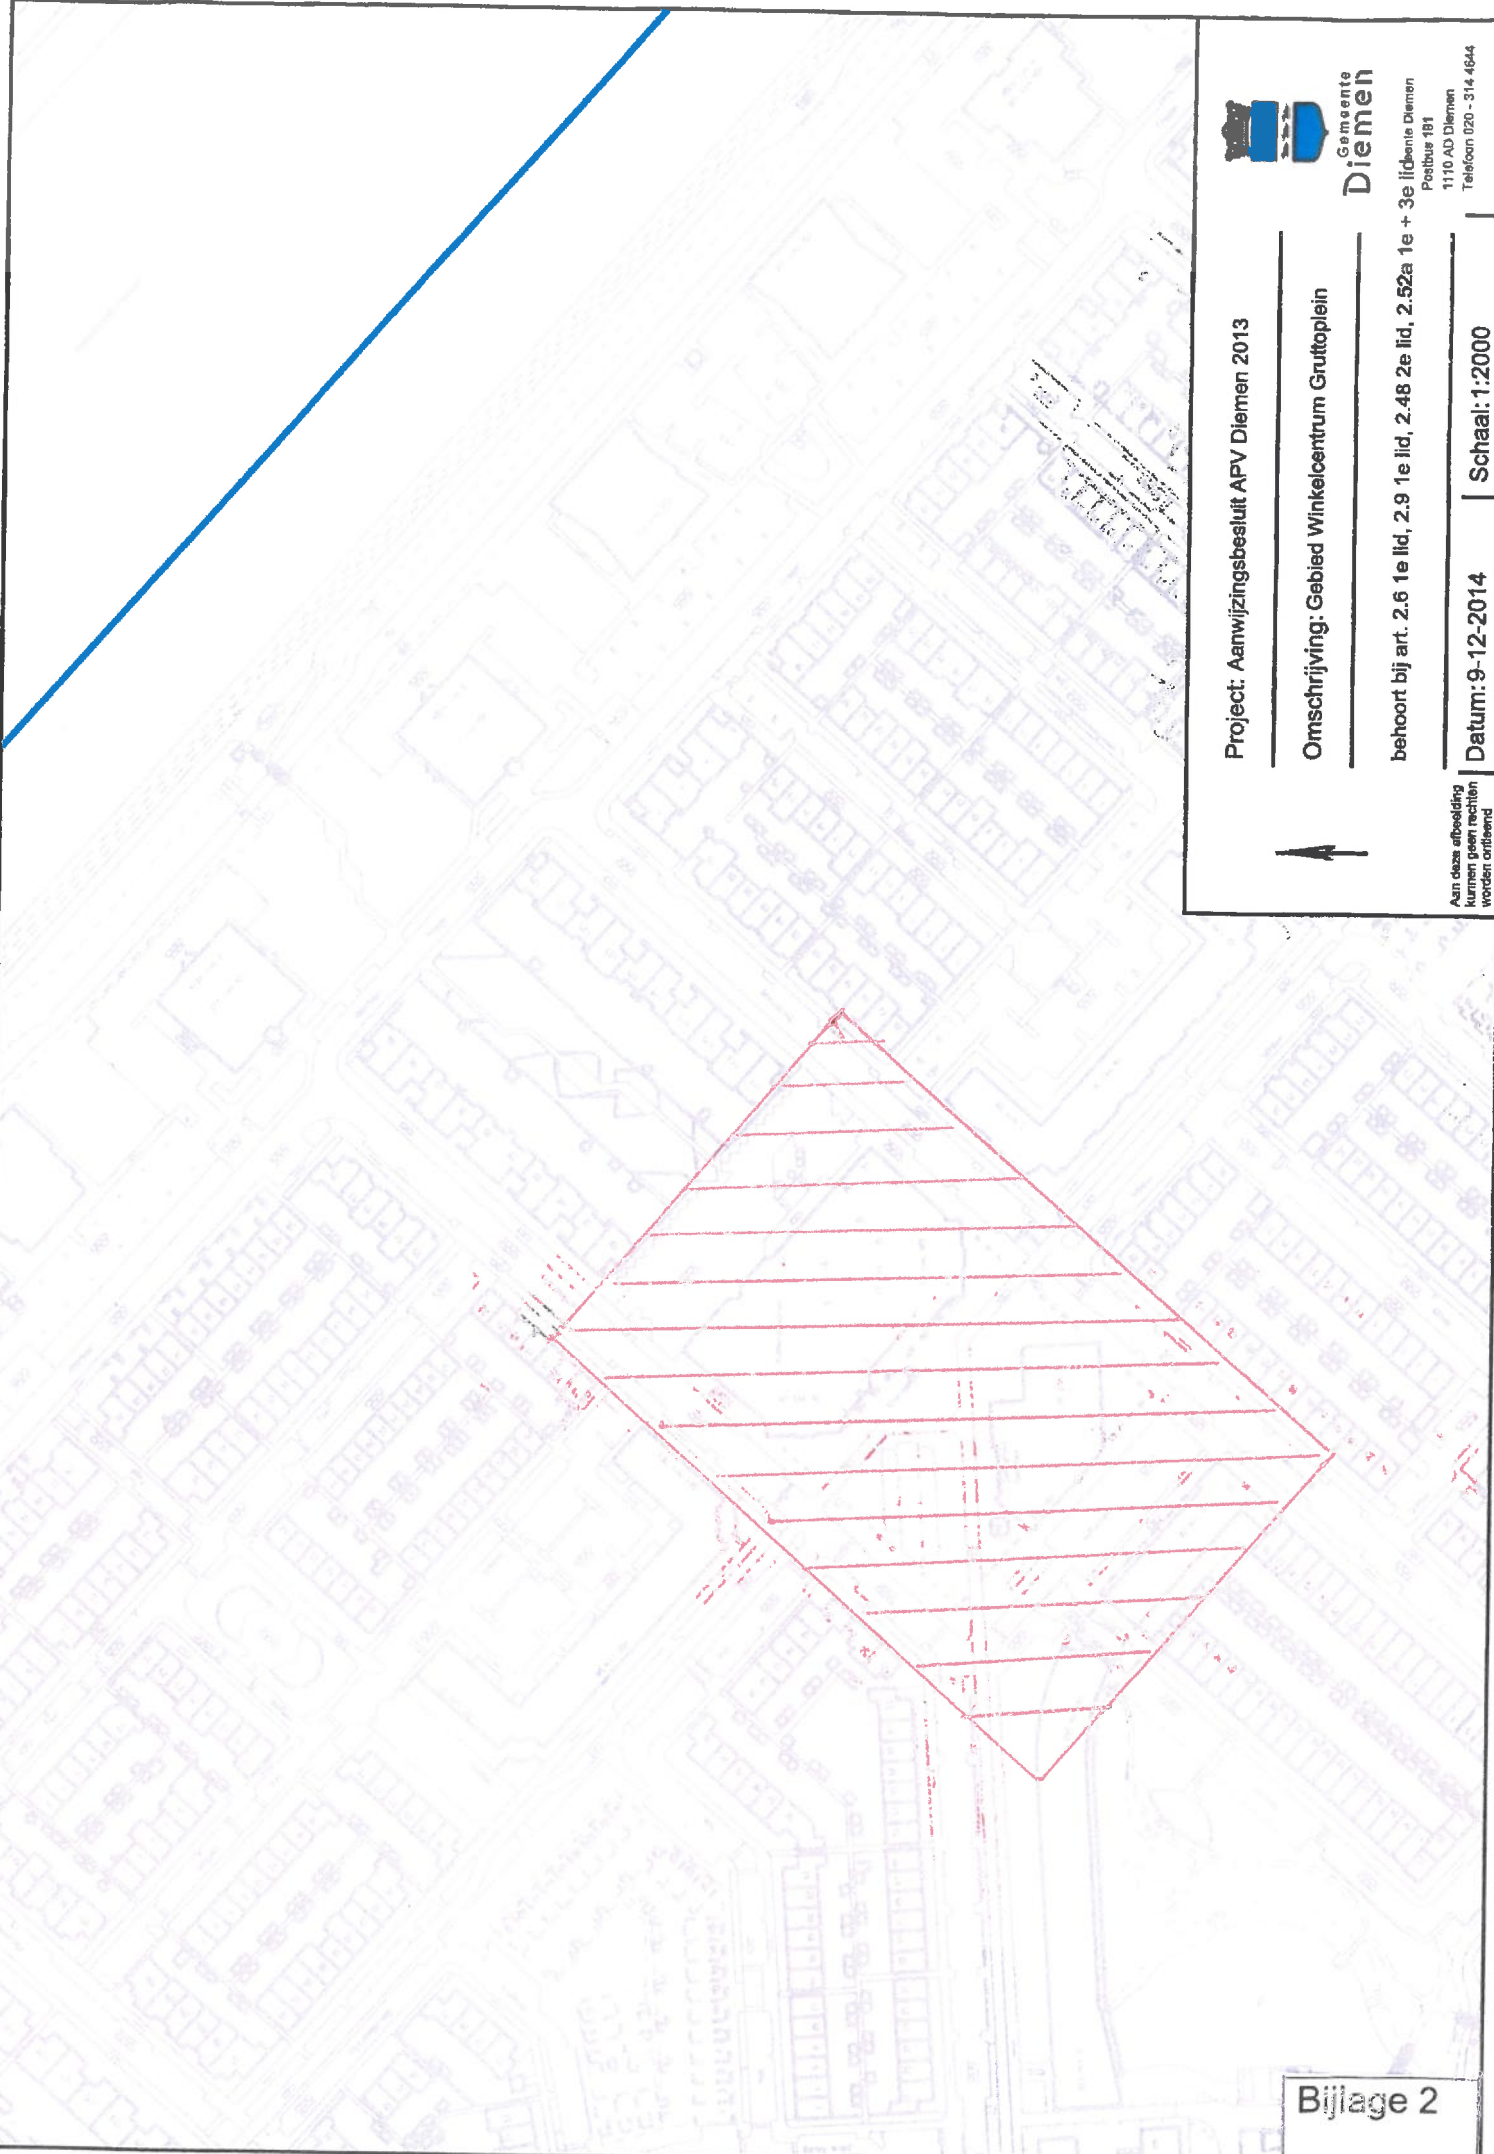 Gemeente
Diemen
Project: Aanwijzingsbesluit APV Diemen 2013
Omschrijving: Gebied Winkelcentrum Gruttoplein
behoort bij art. 2.6 1e lid, 2.9 1e lid, 2.48 2e lid, 2.52a 1e + 3e lid
Diemen
Postbus 191
1110 AD Diemen
Telefoon 020 - 314 4644
Aan deze afbeelding
kunnen geen rechten
worden ontleend
Datum: 9-12-2014
Schaal: 1:2000
Bijlage 2